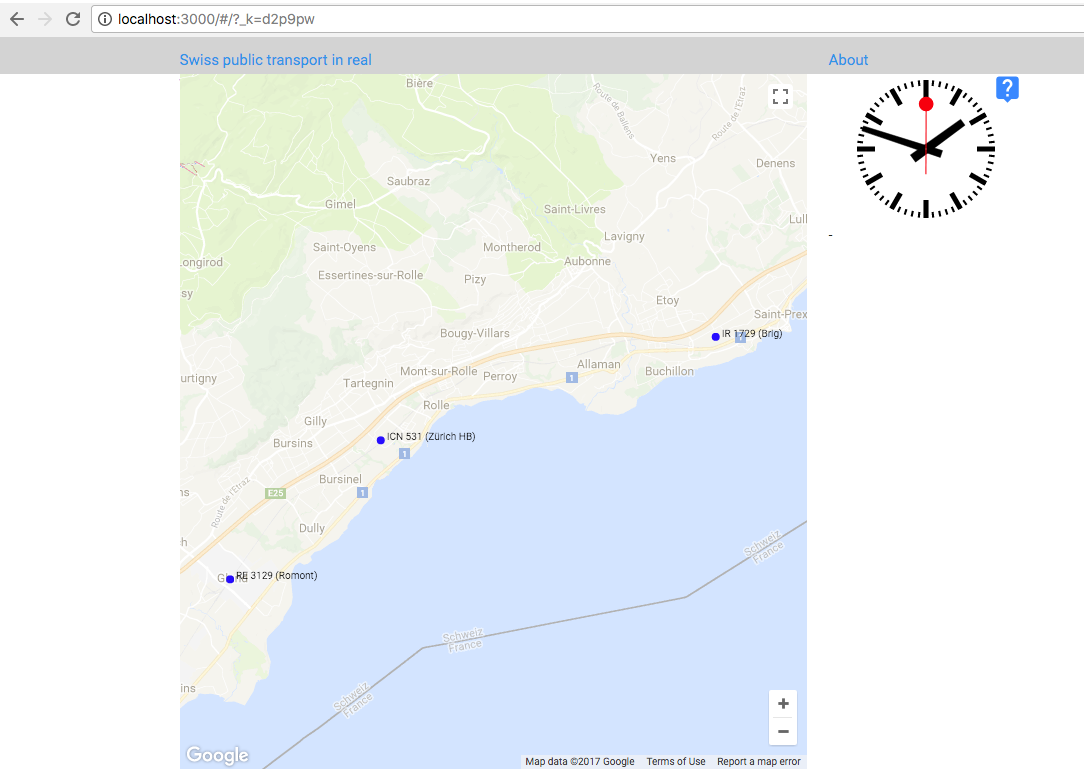 localhost:3000/#/?_k=d2p9pw
Swiss public transport in real
About
?
Bière
Route de Ballens
Route de l'Etraz
Yens
Denens
Saubraz
Gimel
Saint-Livres
Lull
Saint-Oyens
Montherod
Lavigny
Longirod
Aubonne
Essertines-sur-Rolle
Pizy
sy
Etoy
Saint-Prex
Bougy-Villars
IR 1729 (Brig)
Allaman
Mont-sur-Rolle
Buchillon
urtigny
Tartegnin
Perroy
1
Rolle
Gilly
ICN 531 (Zürich HB)
Bursins
1
Bursinel
ns
E25
1
Route de l'Etraz
Dully
ch
RE 3129 (Romont)
Schweiz
France
Schweiz
France
Schweiz
France
ins
+
−
Google
Map data ©2017 Google
Terms of Use
Report a map error
-